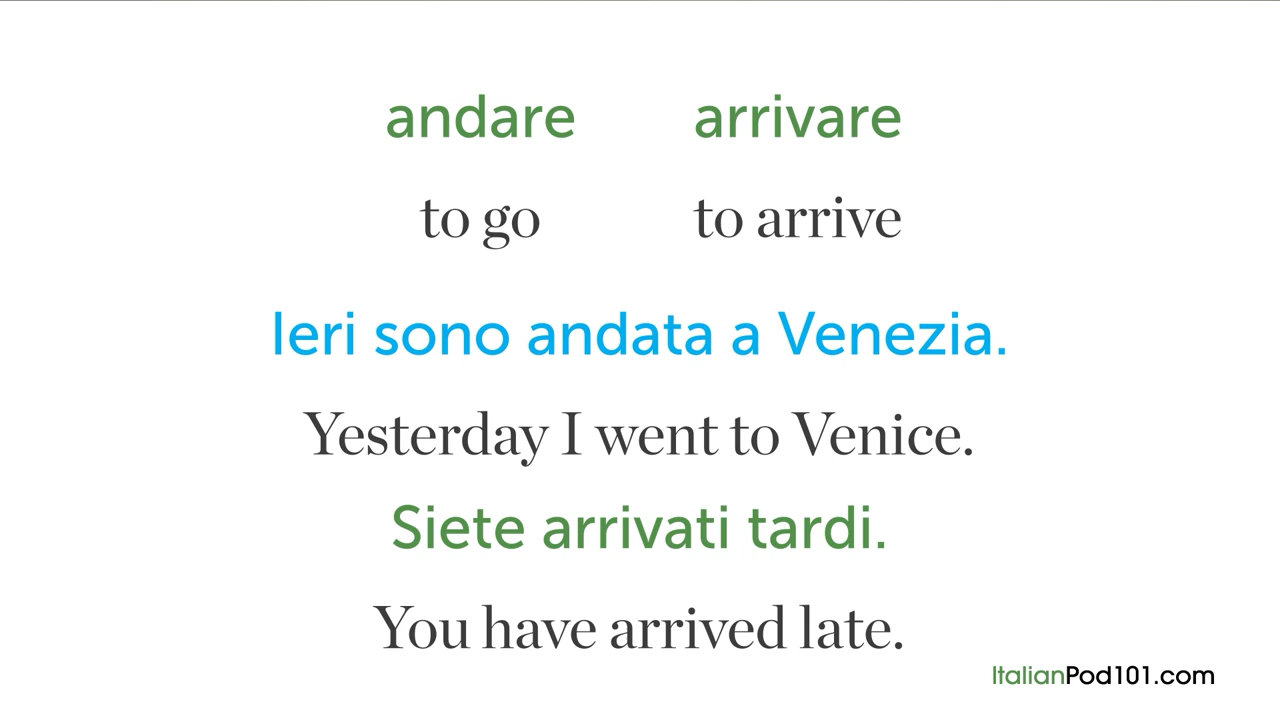 andare arrivare
to go to arrive
Ieri sono andata a Venezia.
Yesterday I went to Venice.
Siete arrivati tardi.
You have arrived late.
ItalianPod101.com